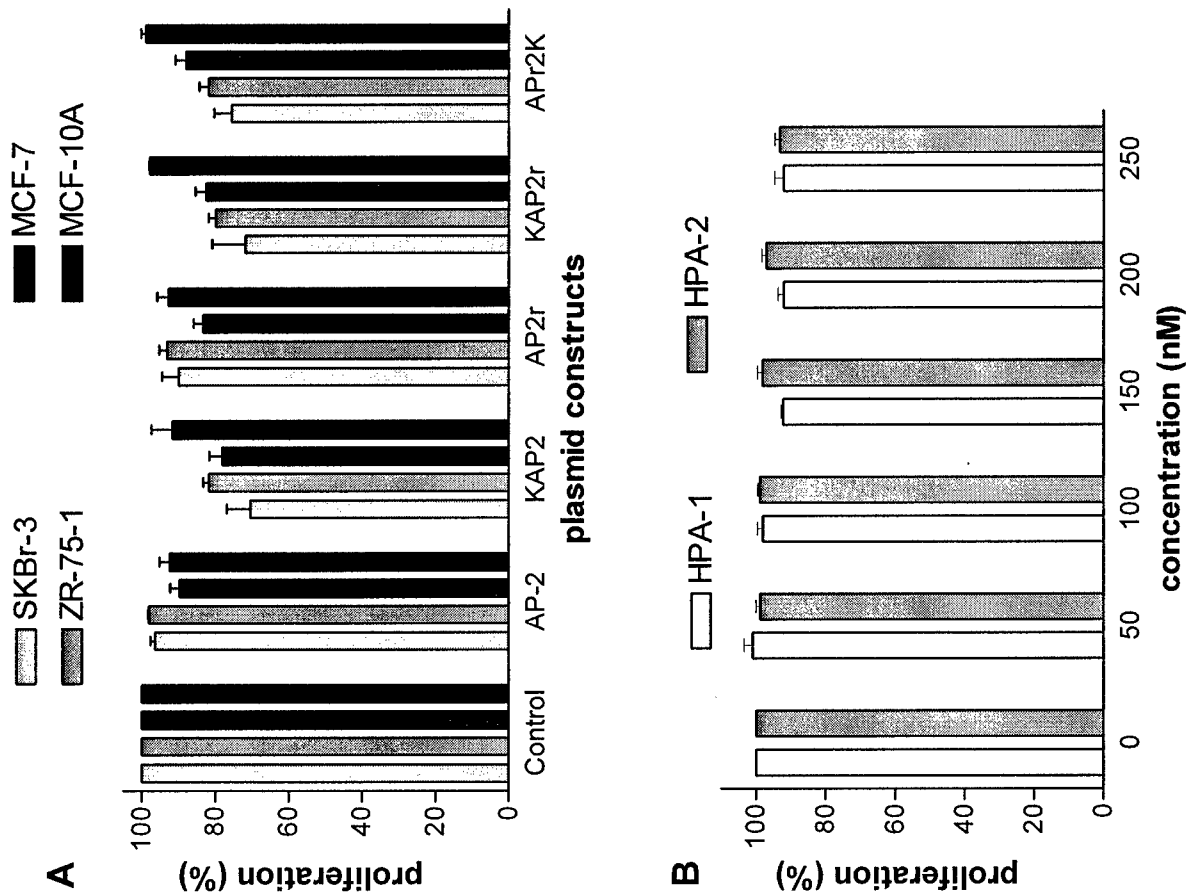 A
SKBr-3
MCF-7
ZR-75-1
MCF-10A
proliferation (%)
100
80
60
40
20
0
Control
AP-2
KAP2
AP2r
KAP2r
APr2K
plasmid constructs
B
HPA-1
HPA-2
proliferation (%)
100
80
60
40
20
0
0
50
100
150
200
250
concentration (nM)